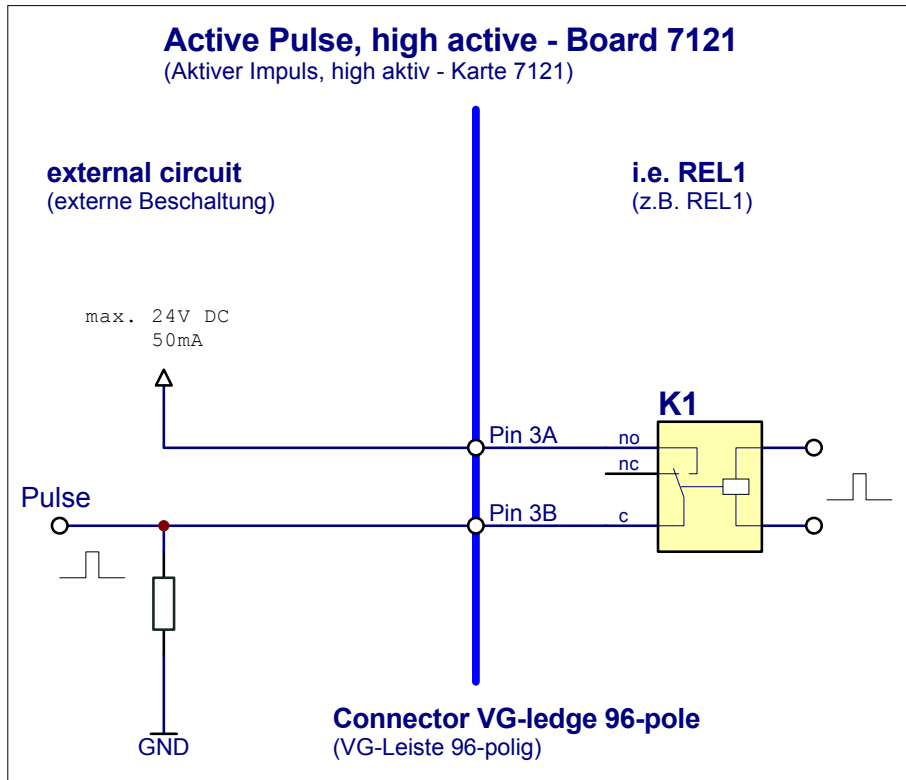 Active Pulse, high active - Board 7121
(Aktiver Impuls, high aktiv - Karte 7121)
external circuit
(externe Beschaltung)
i.e. REL1
(z.B. REL1)
max. 24V DC
50mA
K1
Pin 3A
no
nc
Pulse
Pin 3B
c
GND
Connector VG-ledge 96-pole
(VG-Leiste 96-polig)